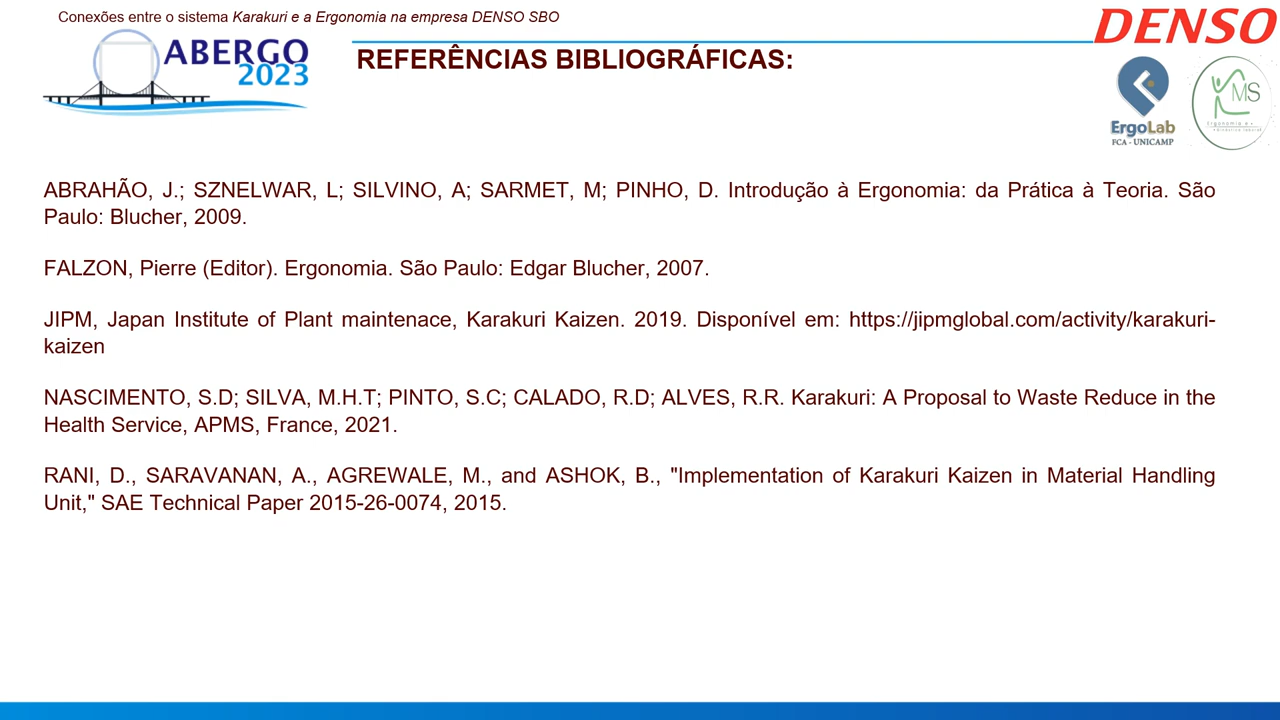 Conexões entre o sistema Karakuri e a Ergonomia na empresa DENSO SBO
DENSO
ABERGO
2023
REFERÊNCIAS BIBLIOGRÁFICAS:
ErgoLab
FCA - UNICAMP
MS
ABRAHÃO, J.; SZNELWAR, L; SILVINO, A; SARMET, M; PINHO, D. Introdução à Ergonomia: da Prática à Teoria. São
Paulo: Blucher, 2009.
FALZON, Pierre (Editor). Ergonomia. São Paulo: Edgar Blucher, 2007.
JIPM, Japan Institute of Plant maintenace, Karakuri Kaizen. 2019. Disponível em: https://jipmglobal.com/activity/karakuri-
kaizen
NASCIMENTO, S.D; SILVA, M.H.T; PINTO, S.C; CALADO, R.D; ALVES, R.R. Karakuri: A Proposal to Waste Reduce in the
Health Service, APMS, France, 2021.
RANI, D., SARAVANAN, A., AGREWALE, M., and ASHOK, B., "Implementation of Karakuri Kaizen in Material Handling
Unit," SAE Technical Paper 2015-26-0074, 2015.